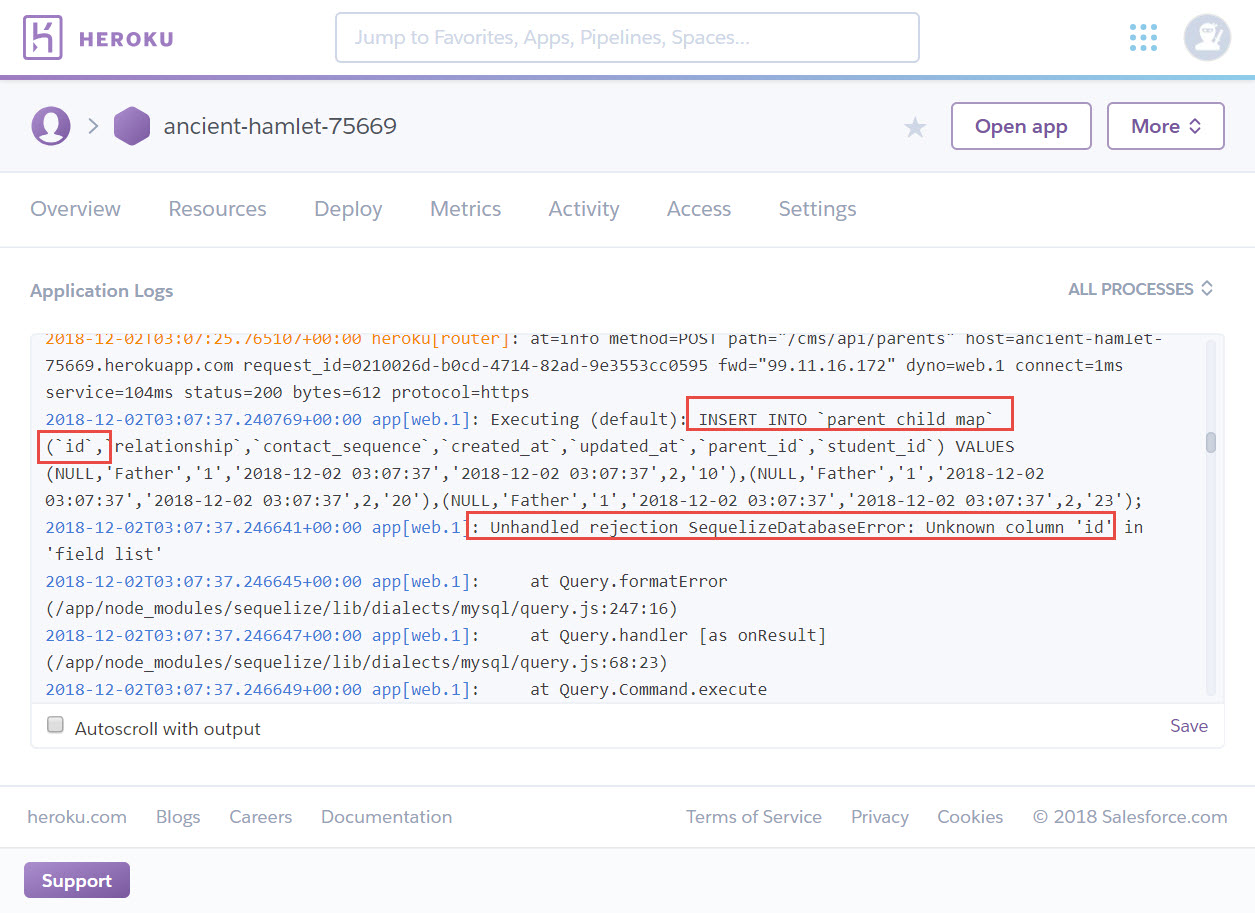 HEROKU
Jump to Favorites, Apps, Pipelines, Spaces...
ancient-hamlet-75669
Open app
More
Overview Resources Deploy Metrics Activity Access Settings
Application Logs
ALL PROCESSES
2018-12-02T03:07:25.765107+00:00 heroku[router]: at=info method=POST path="/cms/api/parents" host=ancient-hamlet-
75669.herokuapp.com request_id=0210026d-b0cd-4714-82ad-9e3553cc0595 fwd="99.11.16.172" dyno=web.1 connect=1ms
service=104ms status=200 bytes=612 protocol=https
2018-12-02T03:07:37.240769+00:00 app[web.1]: Executing (default): INSERT INTO `parent_child_map`
(`id`,`relationship`,`contact_sequence`,`created_at`,`updated_at`,`parent_id`,`student_id`) VALUES
(NULL,'Father','1','2018-12-02 03:07:37','2018-12-02 03:07:37',2,'10'),(NULL,'Father','1','2018-12-02
03:07:37','2018-12-02 03:07:37',2,'20'),(NULL,'Father','1','2018-12-02 03:07:37','2018-12-02 03:07:37',2,'23');
2018-12-02T03:07:37.246641+00:00 app[web.1]: Unhandled rejection SequelizeDatabaseError: Unknown column 'id' in
'field list'
2018-12-02T03:07:37.246645+00:00 app[web.1]: at Query.formatError
(/app/node_modules/sequelize/lib/dialects/mysql/query.js:247:16)
2018-12-02T03:07:37.246647+00:00 app[web.1]: at Query.handler [as onResult]
(/app/node_modules/sequelize/lib/dialects/mysql/query.js:68:23)
2018-12-02T03:07:37.246649+00:00 app[web.1]: at Query.Command.execute
Autoscroll with output
Save
heroku.com Blogs Careers Documentation Terms of Service Privacy Cookies © 2018 Salesforce.com
Support